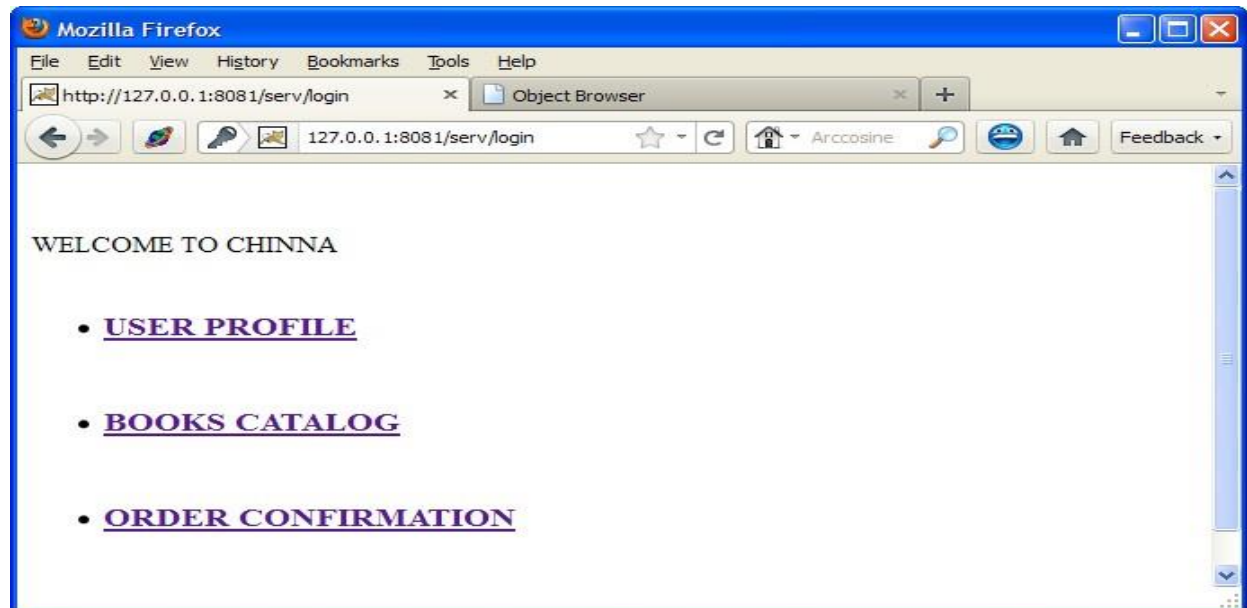 Mozilla Firefox
File Edit View History Bookmarks Tools Help
http://127.0.0.1:8081/serv/login Object Browser
127.0.0.1:8081/serv/login Arccosine Feedback
WELCOME TO CHINNA
• USER PROFILE
• BOOKS CATALOG
• ORDER CONFIRMATION